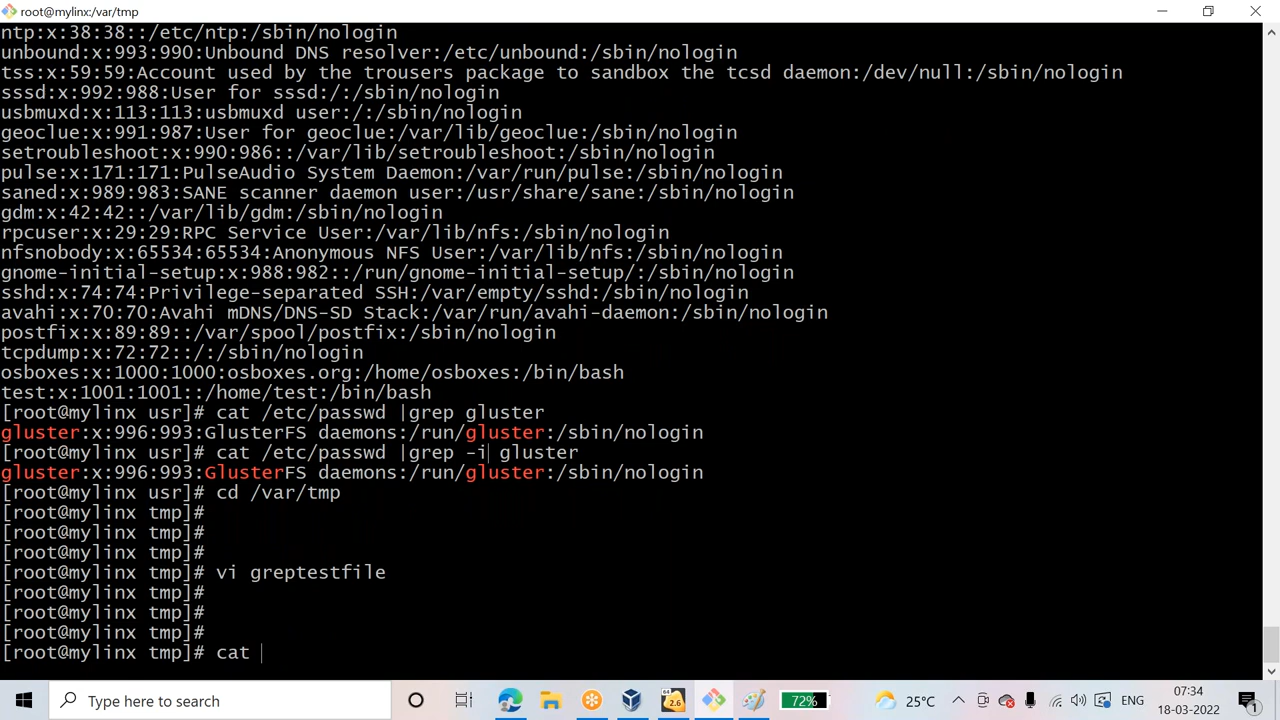 root@mylinx:/var/tmp
ntp:x:38:38::/etc/ntp:/sbin/nologin
unbound:x:993:990:Unbound DNS resolver:/etc/unbound:/sbin/nologin
tss:x:59:59:Account used by the trousers package to sandbox the tcsd daemon:/dev/null:/sbin/nologin
sssd:x:992:988:User for sssd:/:/sbin/nologin
usbmuxd:x:113:113:usbmuxd user:/:/sbin/nologin
geoclue:x:991:987:User for geoclue:/var/lib/geoclue:/sbin/nologin
setroubleshoot:x:990:986::/var/lib/setroubleshoot:/sbin/nologin
pulse:x:171:171:PulseAudio System Daemon:/var/run/pulse:/sbin/nologin
saned:x:989:983:SANE scanner daemon user:/usr/share/sane:/sbin/nologin
gdm:x:42:42::/var/lib/gdm:/sbin/nologin
rpcuser:x:29:29:RPC Service User:/var/lib/nfs:/sbin/nologin
nfsnobody:x:65534:65534:Anonymous NFS User:/var/lib/nfs:/sbin/nologin
gnome-initial-setup:x:988:982::/run/gnome-initial-setup/:/sbin/nologin
sshd:x:74:74:Privilege-separated SSH:/var/empty/sshd:/sbin/nologin
avahi:x:70:70:Avahi mDNS/DNS-SD Stack:/var/run/avahi-daemon:/sbin/nologin
postfix:x:89:89::/var/spool/postfix:/sbin/nologin
tcpdump:x:72:72::/:/sbin/nologin
osboxes:x:1000:1000:osboxes.org:/home/osboxes:/bin/bash
test:x:1001:1001::/home/test:/bin/bash
[root@mylinx usr]# cat /etc/passwd |grep gluster
gluster:x:996:993:GlusterFS daemons:/run/gluster:/sbin/nologin
[root@mylinx usr]# cat /etc/passwd |grep -i gluster
gluster:x:996:993:GlusterFS daemons:/run/gluster:/sbin/nologin
[root@mylinx usr]# cd /var/tmp
[root@mylinx tmp]#
[root@mylinx tmp]#
[root@mylinx tmp]#
[root@mylinx tmp]# vi greptestfile
[root@mylinx tmp]#
[root@mylinx tmp]#
[root@mylinx tmp]#
[root@mylinx tmp]# cat
Type here to search
64
2.6
72%
25°C
ENG
07:34
18-03-2022
1